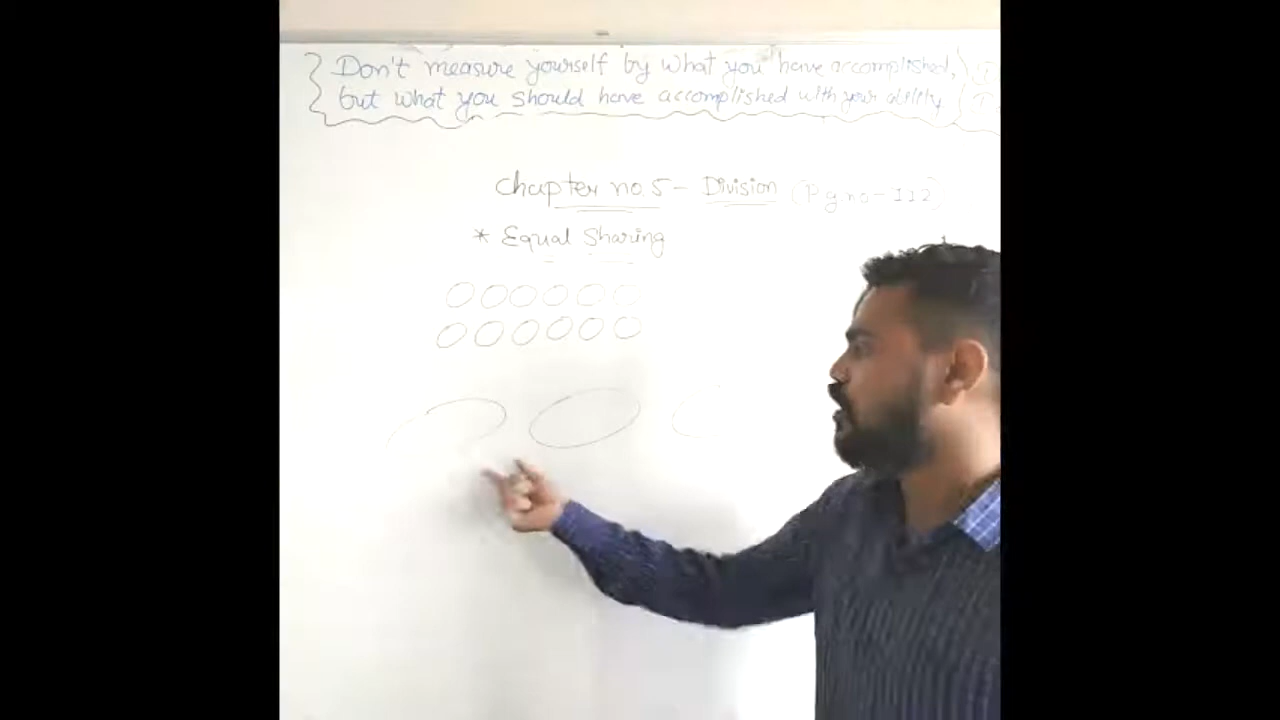 Don't measure yourself by what you have accomplished,
but what you should have accomplished with your ability
Chapter no 5 - Division (Pg.no - 112)
* Equal Sharing